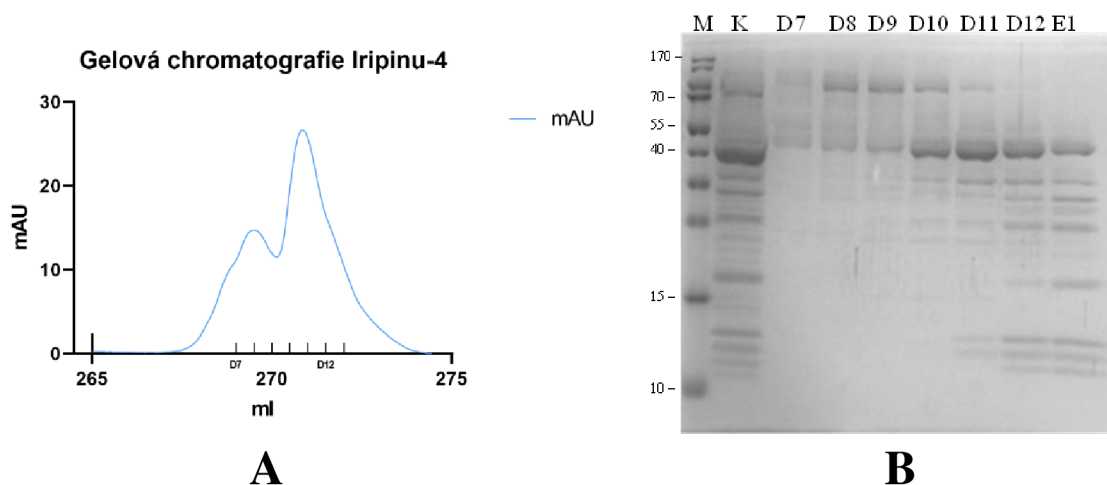 Gelová chromatografie Iripinu-4
30
20
10
0
mAU
265
270
275
D7
D12
ml
mAU
A
M K D7 D8 D9 D10 D11 D12 E1
170
70
55
40
15
10
B